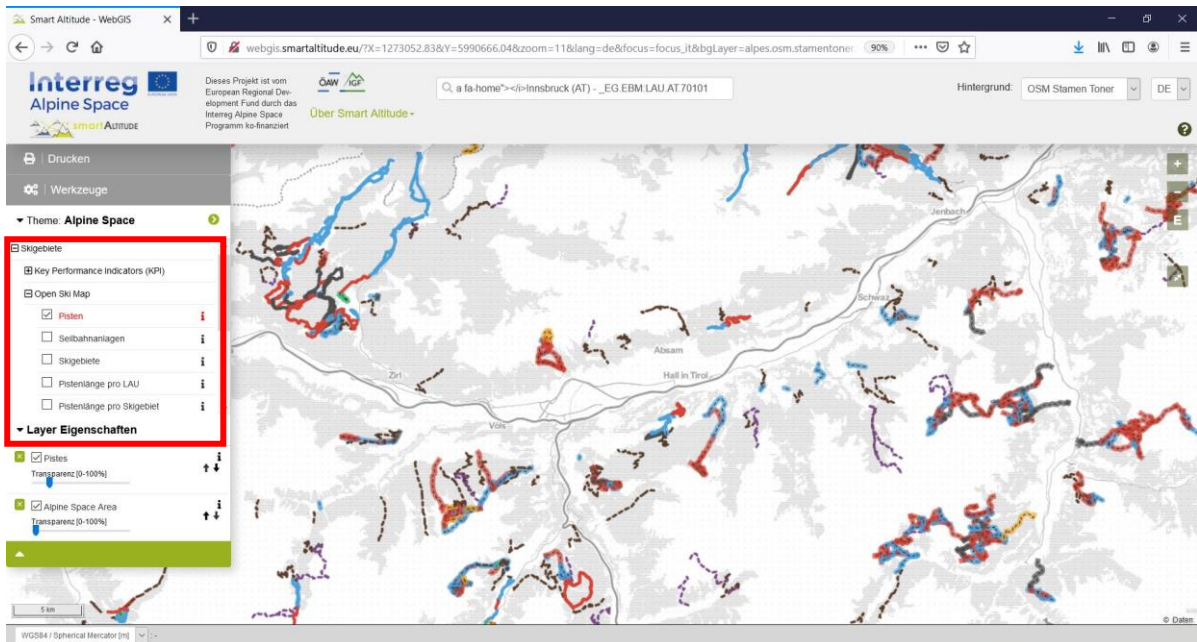 Smart Altitude - WebGIS
webgis.smartaltitude.eu/?X=1273052.83&Y=5990666.04&zoom=11&lang=de&focus=focus_it&bgLayer=alpes.osm.stamentoner
90%
Interreg
Alpine Space
smartALTITUDE
Dieses Projekt ist vom
European Regional Dev-
elopment Fund durch das
Interreg Alpine Space
Programm ko-finanziert
ÖAW IGF
Über Smart Altitude
a fa-home"></i>Innsbruck (AT) - _EG.EBM:LAU.AT.70101
Hintergrund: OSM Stamen Toner
DE
?
Drucken
Werkzeuge
Theme: Alpine Space
Skigebiete
Key Performance Indicators (KPI)
Open Ski Map
Pisten i
Seilbahnanlagen i
Skigebiete i
Pistenlänge pro LAU i
Pistenlänge pro Skigebiet i
Layer Eigenschaften
Pistes i
Transparenz [0-100%]
Alpine Space Area i
Transparenz [0-100%]
Jenbach
Schwaz
Absam
Hall in Tirol
Zirl
Völs
E
5 km
© Daten
WGS84 / Spherical Mercator [m]